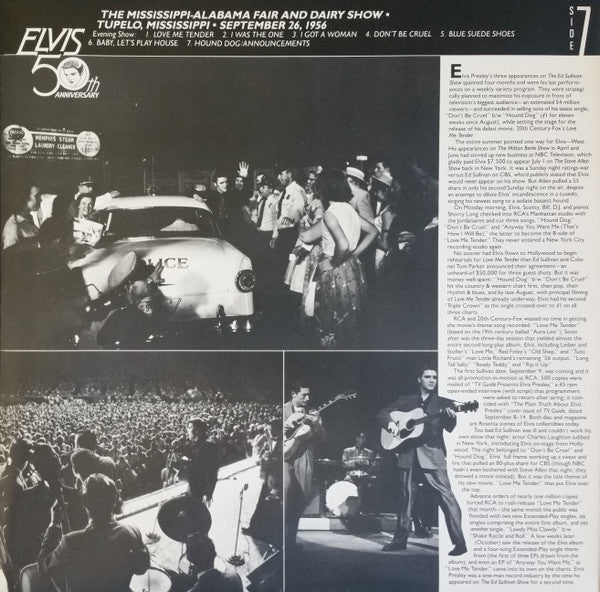 THE MISSISSIPPI-ALABAMA FAIR AND DAIRY SHOW •
TUPELO, MISSISSIPPI • SEPTEMBER 26, 1956
Evening Show: 1. LOVE ME TENDER 2. I WAS THE ONE 3. I GOT A WOMAN 4. DON'T BE CRUEL 5. BLUE SUEDE SHOES
6. BABY, LET'S PLAY HOUSE 7. HOUND DOG/ANNOUNCEMENTS
SIDE 7
ELVIS
50th
ANNIVERSARY
MEMPHIS STEAM
LAUNDRY CLEANER
POLICE
Elvis Presley's three appearances on The Ed Sullivan
Show spanned four months and were his last perform-
ances on a weekly variety program. They were strategi-
cally planned to maximize his exposure in front of
television's biggest audience—an estimated 54 million
viewers—and succeeded in selling tons of his latest single,
"Don't Be Cruel" b/w "Hound Dog" (#1 for eleven
weeks since August), while setting the stage for the
release of his debut movie, 20th Century-Fox's Love
Me Tender.
The entire summer pointed one way for Elvis—West.
His appearances on The Milton Berle Show in April and
June had stirred up new business at NBC Television, which
gladly paid Elvis $7,500 to appear July 1 on The Steve Allen
Show back in New York. It was a Sunday night ratings-war
versus Ed Sullivan on CBS, who'd publicly stated that Elvis
would never appear on his show. But Allen pulled a 55
share in only his second Sunday night on the air, despite
an attempt to dilute Elvis' incandescence in a tuxedo,
singing his newest song to a sedate bassett hound.
On Monday morning, Elvis, Scotty, Bill, D.J. and pianist
Shorty Long checked into RCA's Manhattan studio with
the Jordanaires and cut three songs, "Hound Dog,"
"Don't Be Cruel," and "Anyway You Want Me (That's
How I Will Be)," the later to become the B-side of
"Love Me Tender." They never entered a New York City
recording studio again.
No sooner had Elvis flown to Hollywood to begin
rehearsals for Love Me Tender than Ed Sullivan and Colo-
nel Tom Parker announced their agreement—an
unheard-of $50,000 for three guest shots. But it was
money well-spent: "Hound Dog" b/w "Don't Be Cruel"
hit the country & western chart first, then pop, then
rhythm & blues, and by late August, with principal filming
of Love Me Tender already underway, Elvis had his second
Triple Crown as the single crossed-over to #1 on all
three charts.
RCA and 20th Century-Fox wasted no time in getting
the movie's theme song recorded: "Love Me Tender"
(based on the 19th century ballad "Aura Lee"). Soon
after was the three-day session that yielded almost the
entire second long-play album, Elvis, including Leiber and
Stoller's "Love Me," Red Foley's "Old Shep," and "Tutti
Frutti"-man Little Richard's remaining '56 output, "Long
Tall Sally," "Ready Teddy," and "Rip It Up."
The first Sullivan date, September 9, was coming and it
was all promotion-in-motion at RCA: 500 copies were
mailed of "TV Guide Presents Elvis Presley," a 45 rpm
open-ended interview (with script) that programmers
were asked to return after airing; it coin-
cided with "The Plain Truth About Elvis
Presley" cover-issue of TV Guide, dated
September 8-14. Both disc and magazine
are Rosetta stones of Elvis collectibles today.
Too bad Ed Sullivan was ill and couldn't work his
own show that night; actor Charles Laughton subbed
in New York, introducing Elvis on-stage from Holly-
wood. The night belonged to "Don't Be Cruel" and
"Hound Dog," Elvis' full frame working up a sweat and
fire that pulled an 80-plus share for CBS (though NBC
hadn't even bothered with Steve Allen that night; they
showed a movie instead). But it was the title theme of
his new movie, "Love Me Tender," that put Elvis over
the top.
Advance orders of nearly one million copies
forced RCA to rush-release "Love Me Tender"
that month—the same month the public was
flooded with two new Extended-Play singles, six
singles comprising the entire first album, and yet
another single, "Lawdy Miss Clawdy" b/w
"Shake Rattle and Roll." A few weeks later
(October) saw the release of the Elvis album
and a four-song Extended-Play single there-
from (the first of three EPs drawn from the
album); and even an EP of "Anyway You Want Me," as
"Love Me Tender" came into its own on the charts. Elvis
Presley was a one-man record industry by the time he
appeared on The Ed Sullivan Show for a second time.